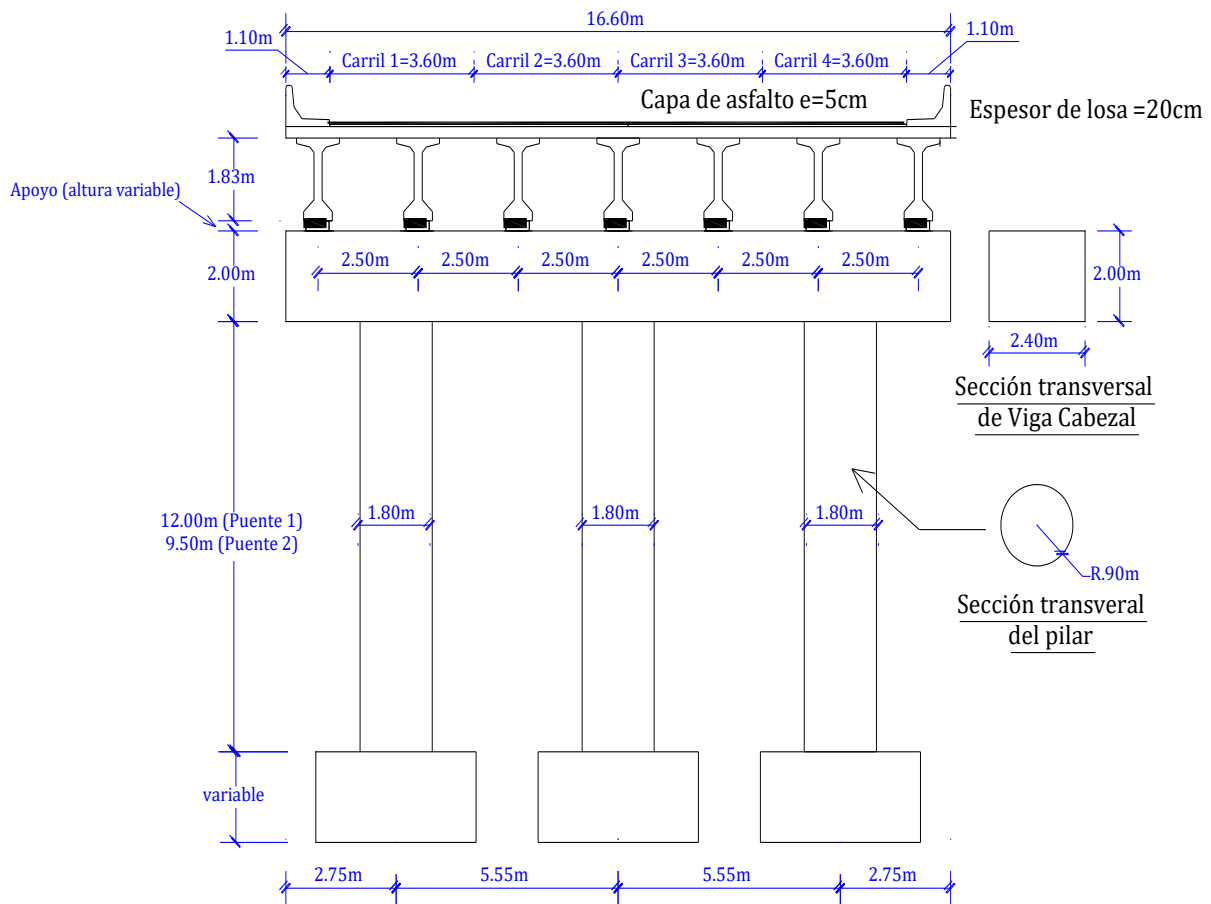 16.60m
1.10m
1.10m
Carril 1=3.60m
Carril 2=3.60m
Carril 3=3.60m
Carril 4=3.60m
Capa de asfalto e=5cm
Espesor de losa =20cm
1.83m
Apoyo (altura variable)
2.00m
2.50m
2.50m
2.50m
2.50m
2.50m
2.50m
2.00m
2.40m
Sección transversal
de Viga Cabezal
12.00m (Puente 1)
9.50m (Puente 2)
1.80m
1.80m
1.80m
R.90m
Sección transveral
del pilar
variable
2.75m
5.55m
5.55m
2.75m